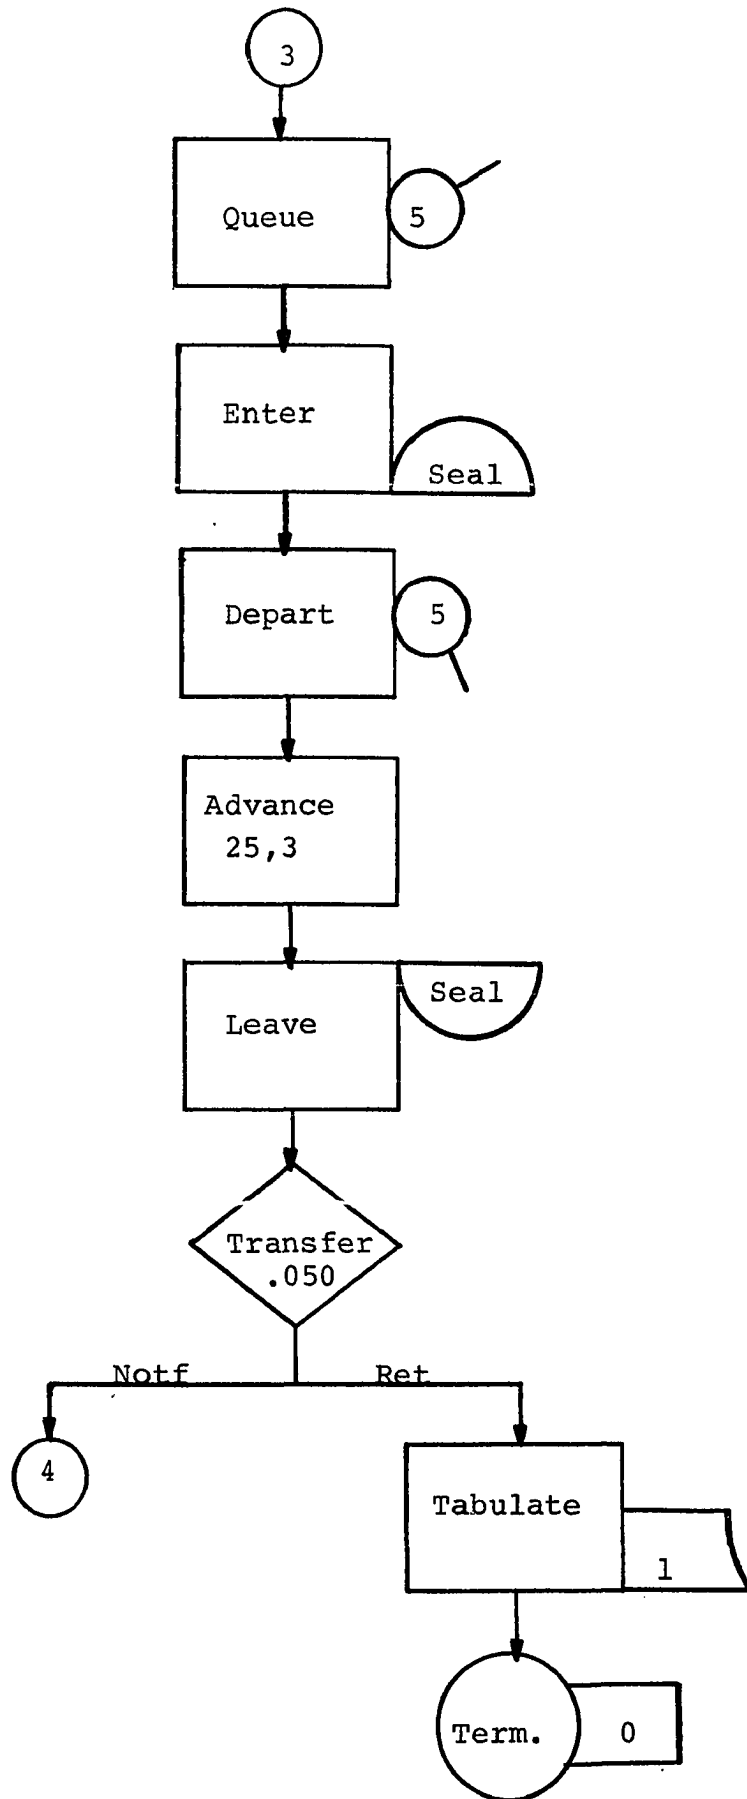 3
Queue
5
Enter
Seal
Depart
5
Advance
25,3
Leave
Seal
Transfer
.050
Notf
Ret
4
Tabulate
1
Term.
0